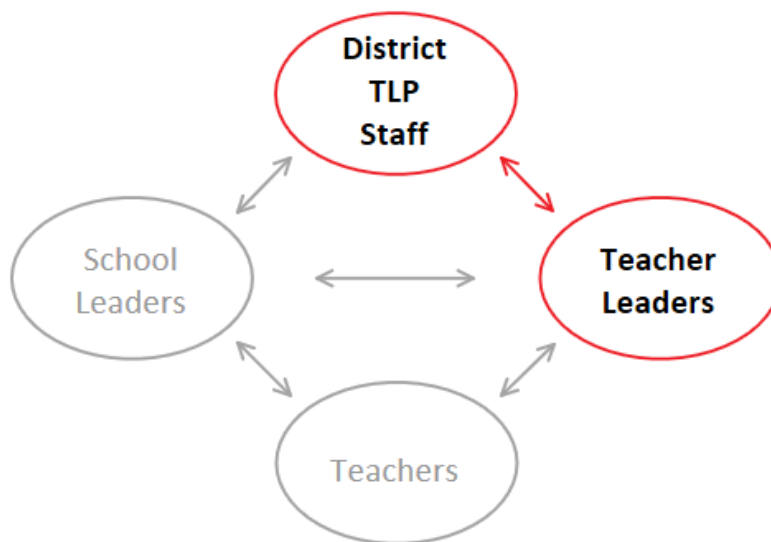 District
TLP
Staff
School
Leaders
Teacher
Leaders
Teachers